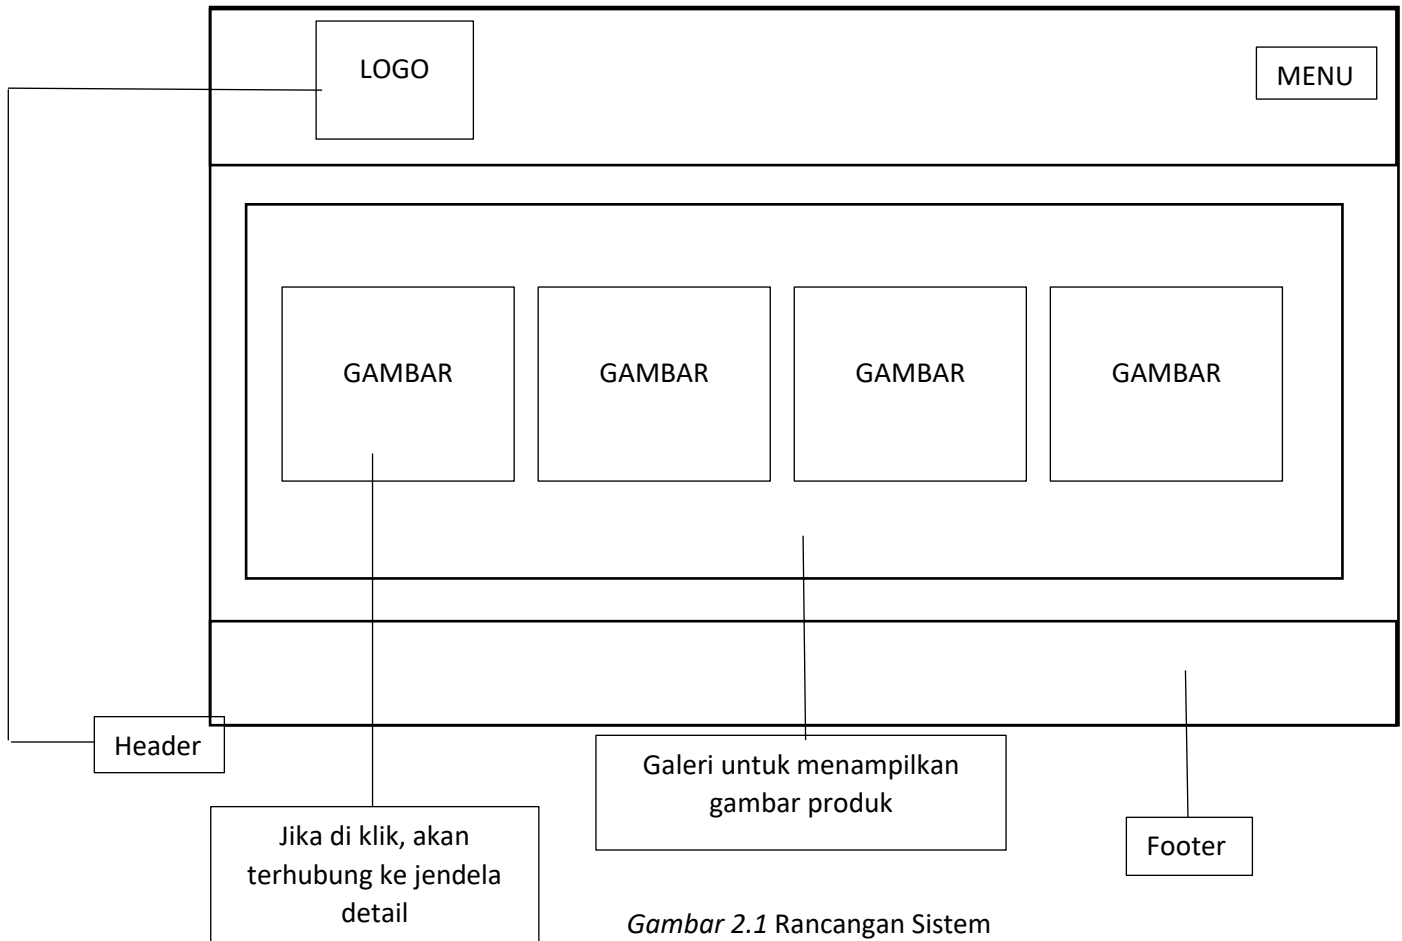 LOGO
MENU
GAMBAR
GAMBAR
GAMBAR
GAMBAR
Header
Galeri untuk menampilkan
gambar produk
Jika di klik, akan
terhubung ke jendela
detail
Footer
Gambar 2.1 Rancangan Sistem